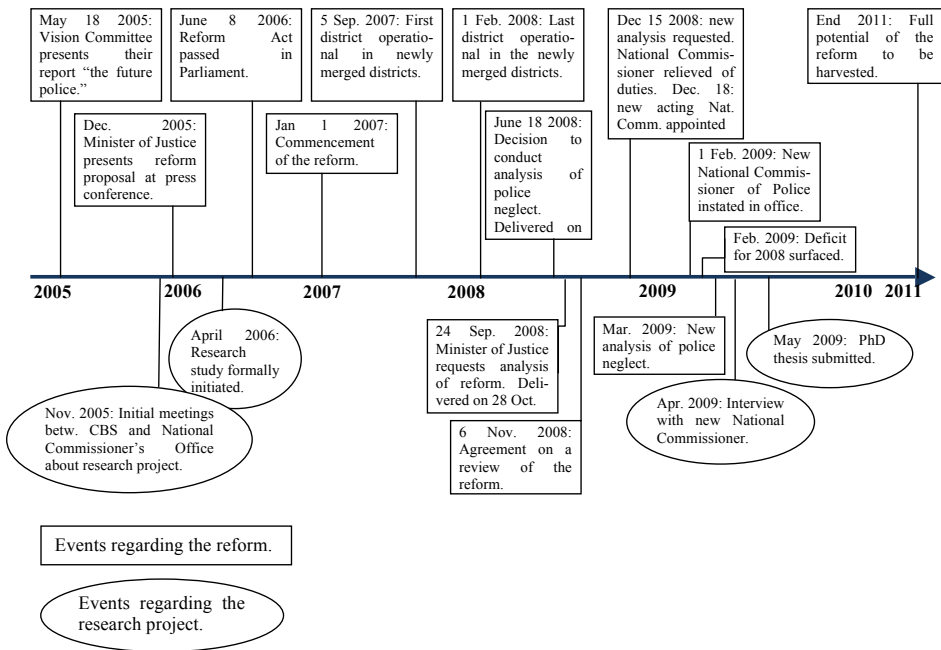 May 18 2005:
Vision Committee
presents their
report “the future
police.”
June 8 2006:
Reform Act
passed in
Parliament.
5 Sep. 2007: First
district operational
in newly
merged districts.
1 Feb. 2008: Last
district operational
in the newly
merged districts.
Dec 15 2008: new
analysis requested.
National Commis-
sioner relieved of
duties. Dec. 18:
new acting Nat.
Comm. appointed
End 2011: Full
potential of the
reform to be
harvested.
Dec. 2005:
Minister of Justice
presents reform
proposal at press
conference.
Jan 1 2007:
Commencement
of the reform.
June 18 2008:
Decision to
conduct
analysis of
police
neglect.
Delivered on
1 Feb. 2009: New
National Commis-
sioner of Police
instated in office.
Feb. 2009: Deficit
for 2008 surfaced.
2005 2006 2007 2008 2009 2010 2011
April 2006:
Research
study formally
initiated.
Nov. 2005: Initial meetings
betw. CBS and National
Commissioner’s Office
about research project.
24 Sep. 2008:
Minister of Justice
requests analysis
of reform. Deli-
vered on 28 Oct.
6 Nov. 2008:
Agreement on a
review of the
reform.
Mar. 2009: New
analysis of police
neglect.
May 2009: PhD
thesis submitted.
Apr. 2009: Interview
with new National
Commissioner.
Events regarding the reform.
Events regarding the
research project.